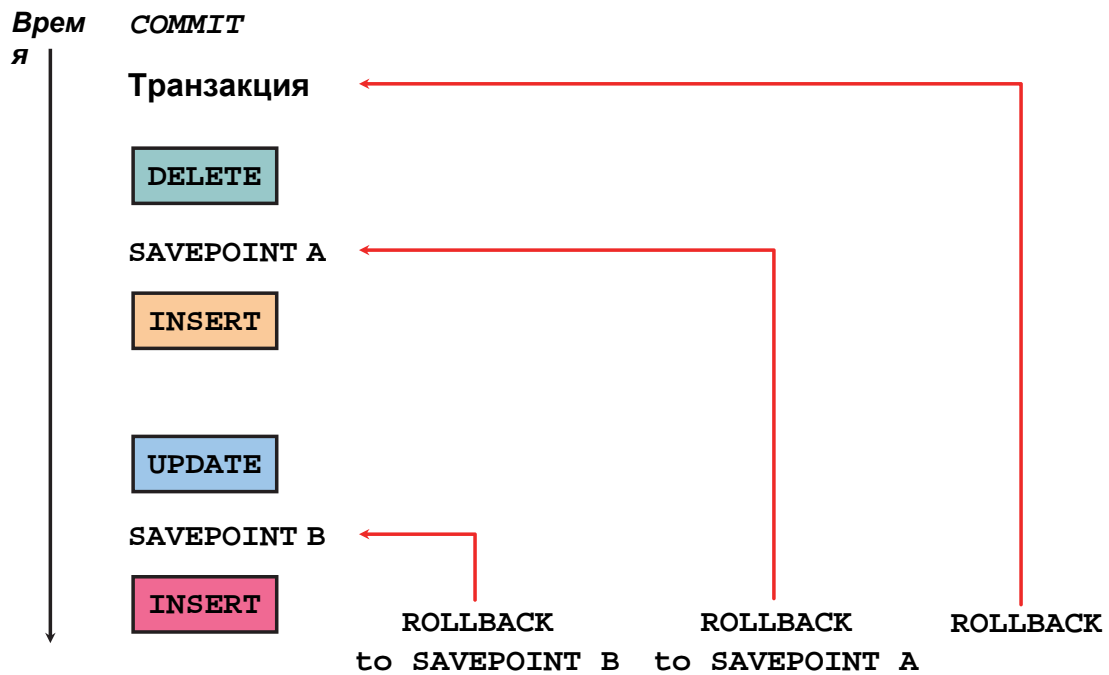 Врем
я
COMMIT
Транзакция
DELETE
SAVEPOINT A
INSERT
UPDATE
SAVEPOINT B
INSERT
ROLLBACK
to SAVEPOINT B
ROLLBACK
to SAVEPOINT A
ROLLBACK